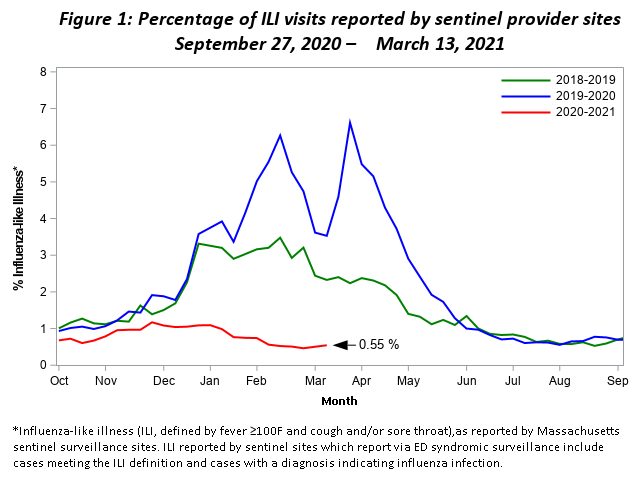 Figure 1: Percentage of ILI visits reported by sentinel provider sites
September 27, 2020 – March 13, 2021
8
7
6
5
4
3
2
1
0
% Influenza-like Illness*
2018-2019
2019-2020
2020-2021
0.55 %
Oct Nov Dec Jan Feb Mar Apr May Jun Jul Aug Sep
Month
*Influenza-like illness (ILI, defined by fever ≥100F and cough and/or sore throat),as reported by Massachusetts
sentinel surveillance sites. ILI reported by sentinel sites which report via ED syndromic surveillance include
cases meeting the ILI definition and cases with a diagnosis indicating influenza infection.